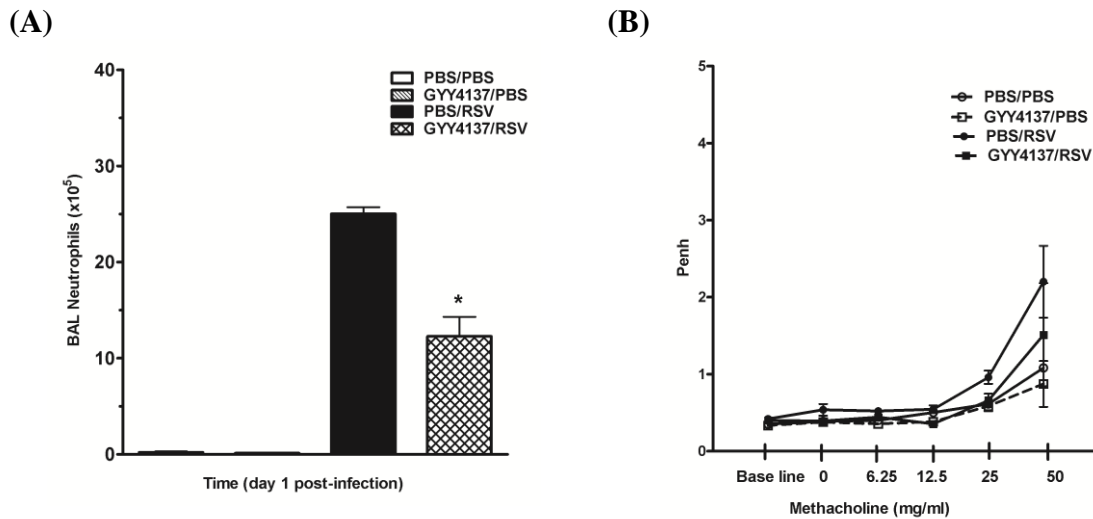 (A)
40
30
20
10
0
BAL Neutrophils (x10⁵)
PBS/PBS
GYY4137/PBS
PBS/RSV
GYY4137/RSV
*
Time (day 1 post-infection)
(B)
5
4
3
2
1
0
Penh
PBS/PBS
GYY4137/PBS
PBS/RSV
GYY4137/RSV
Base line 0 6.25 12.5 25 50
Methacholine (mg/ml)